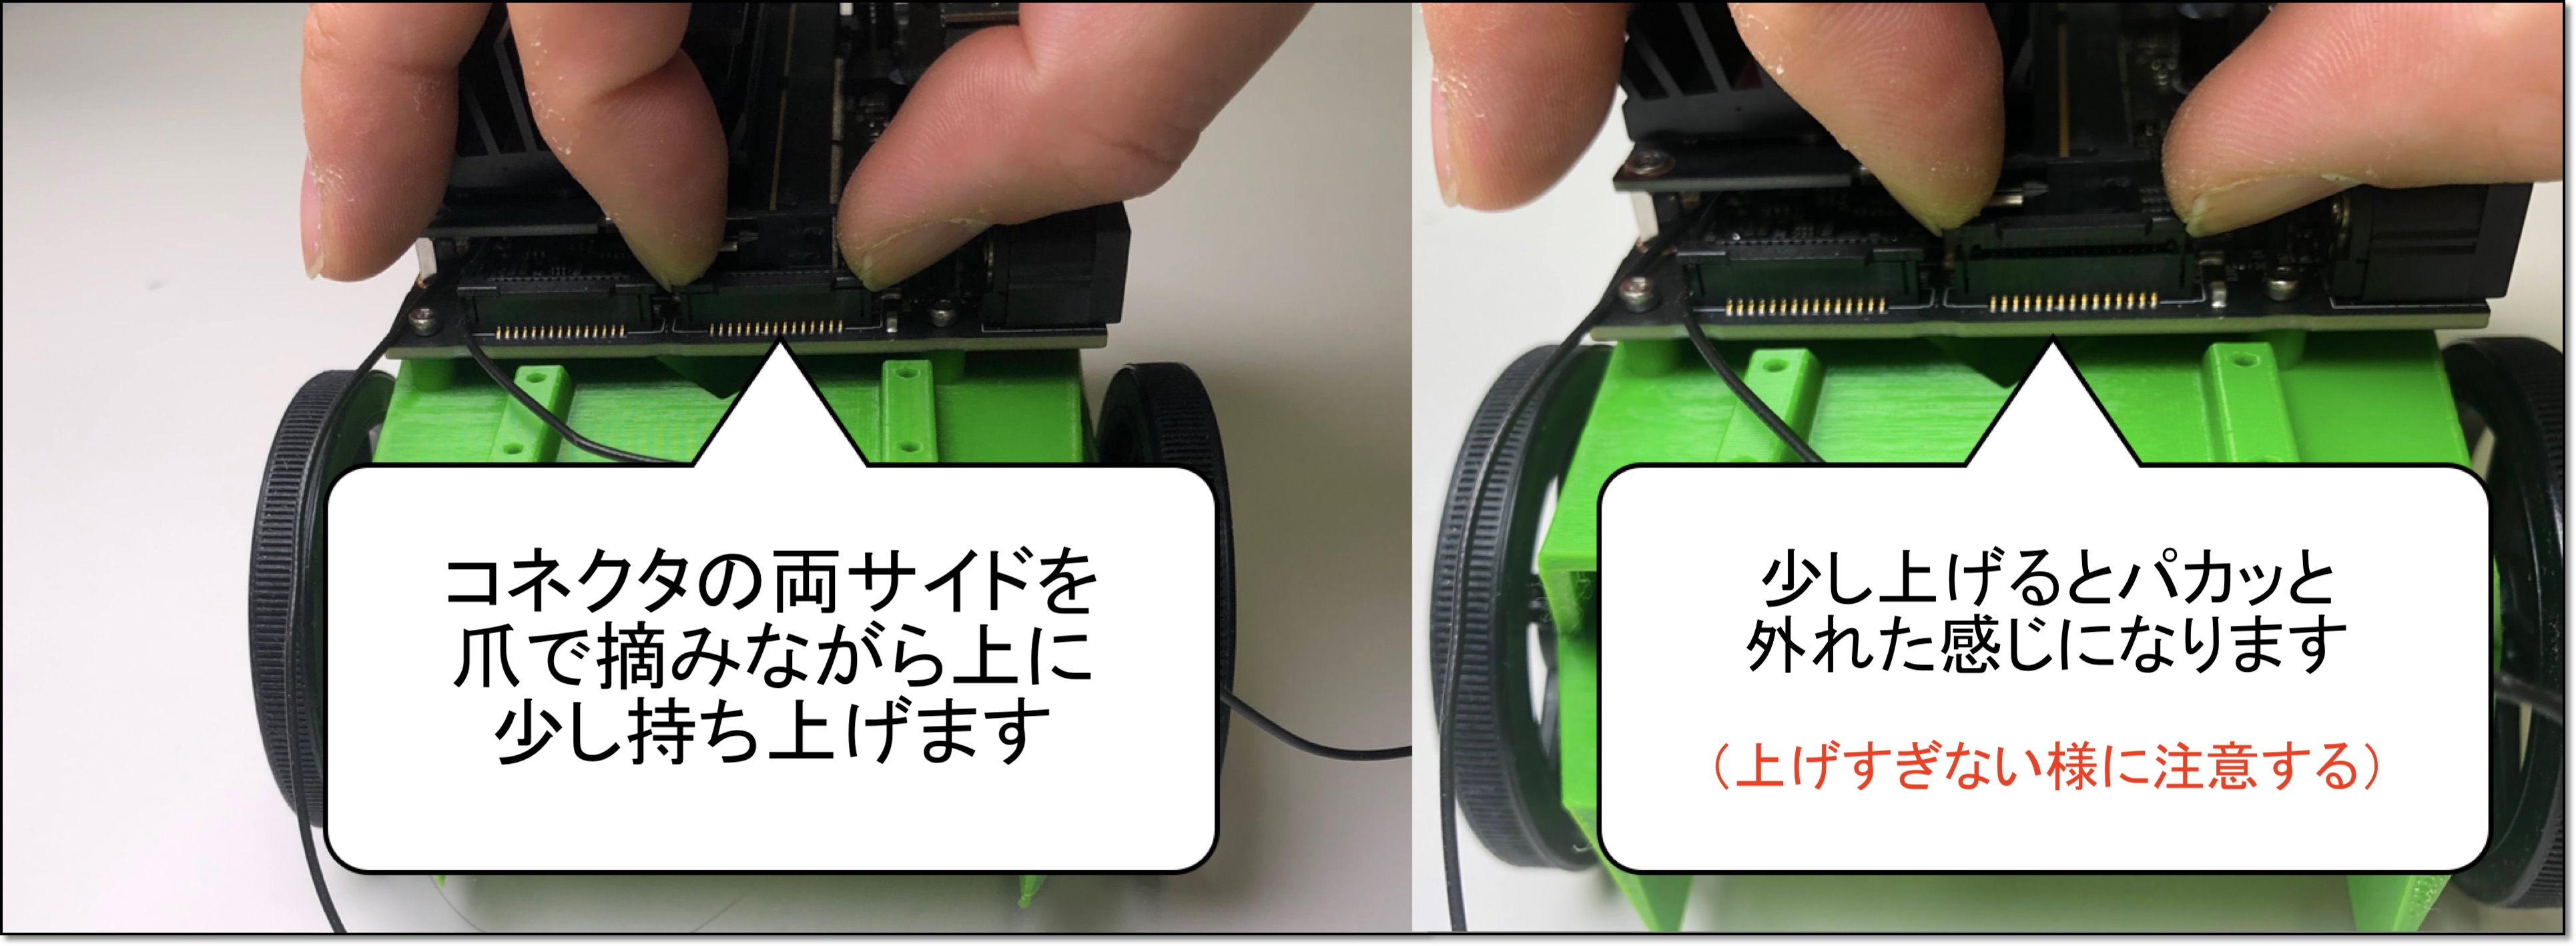 コネクタの両サイドを
爪で摘みながら上に
少し持ち上げます
少し上げるとパカッと
外れた感じになります
（上げすぎない様に注意する）